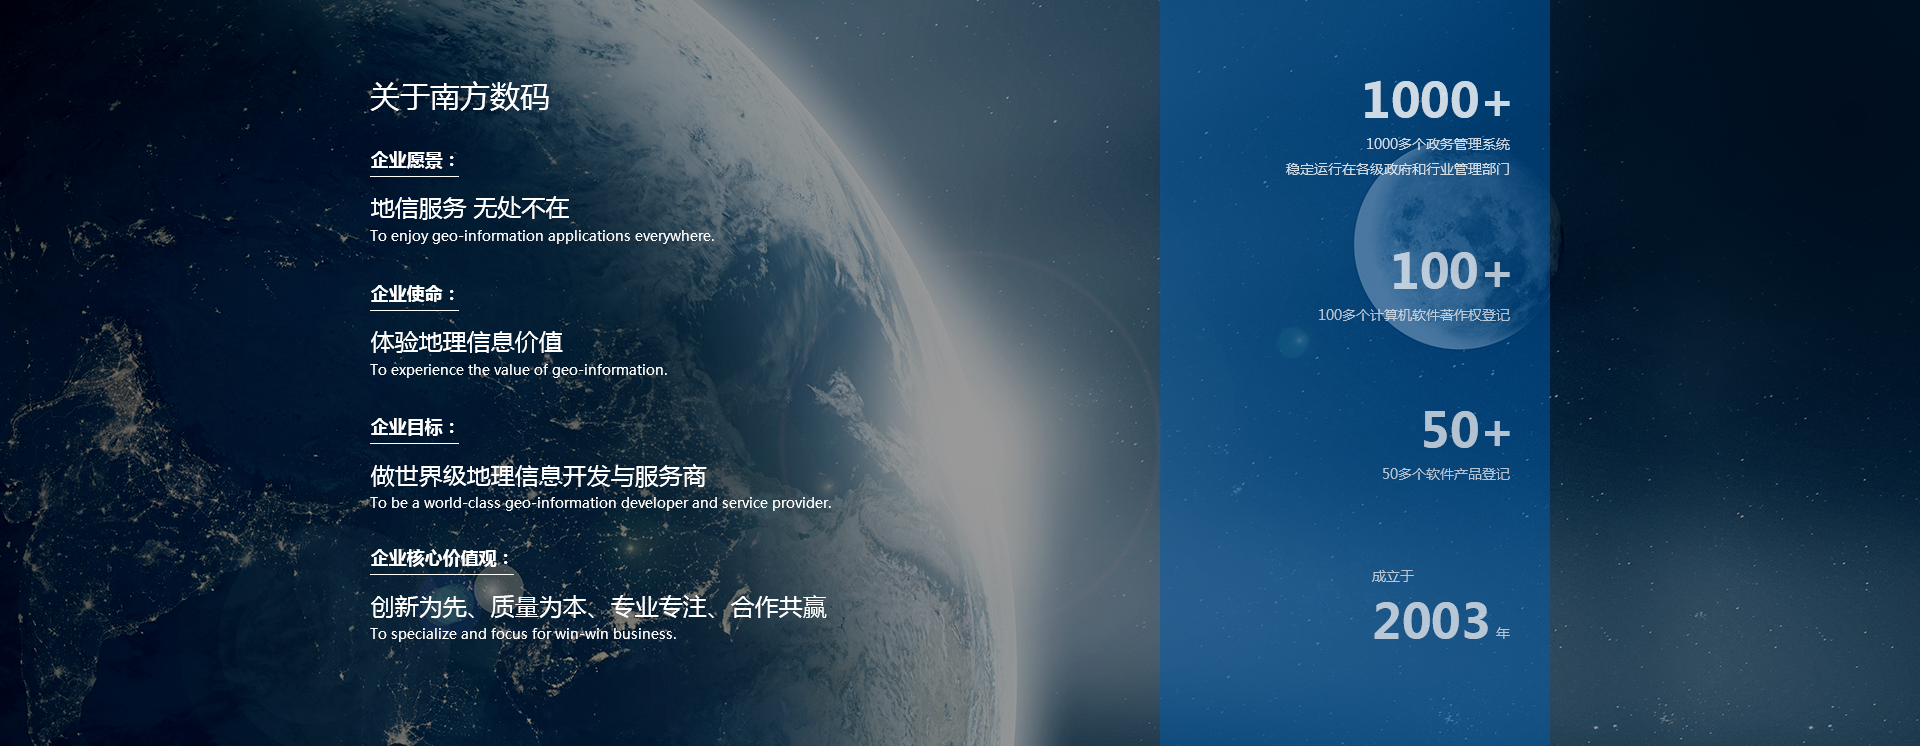 关于南方数码
企业愿景：
地信服务 无处不在
To enjoy geo-information applications everywhere.
企业使命：
体验地理信息价值
To experience the value of geo-information.
企业目标：
做世界级地理信息开发与服务商
To be a world-class geo-information developer and service provider.
企业核心价值观：
创新为先、质量为本、专业专注、合作共赢
To specialize and focus for win-win business.
1000+
1000多个政务管理系统
稳定运行在各级政府和行业管理部门
100+
100多个计算机软件著作权登记
50+
50多个软件产品登记
成立于
2003 年